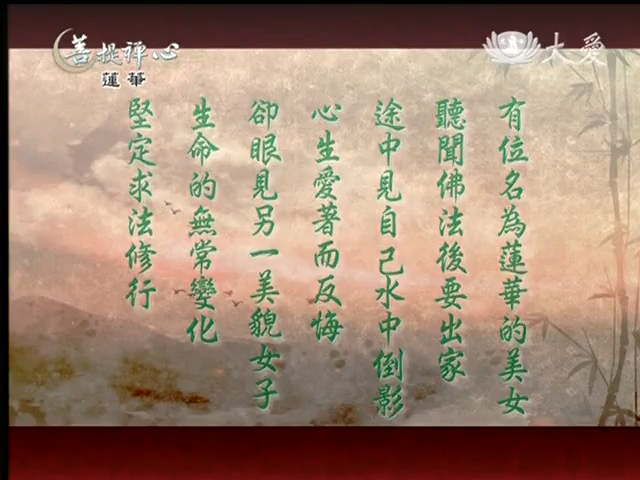 菩提禪心
蓮華
大愛
有位名為蓮華的美女
聽聞佛法後要出家
途中見自己水中倒影
心生愛著而反悔
卻眼見另一美貌女子
生命的無常變化
堅定求法修行